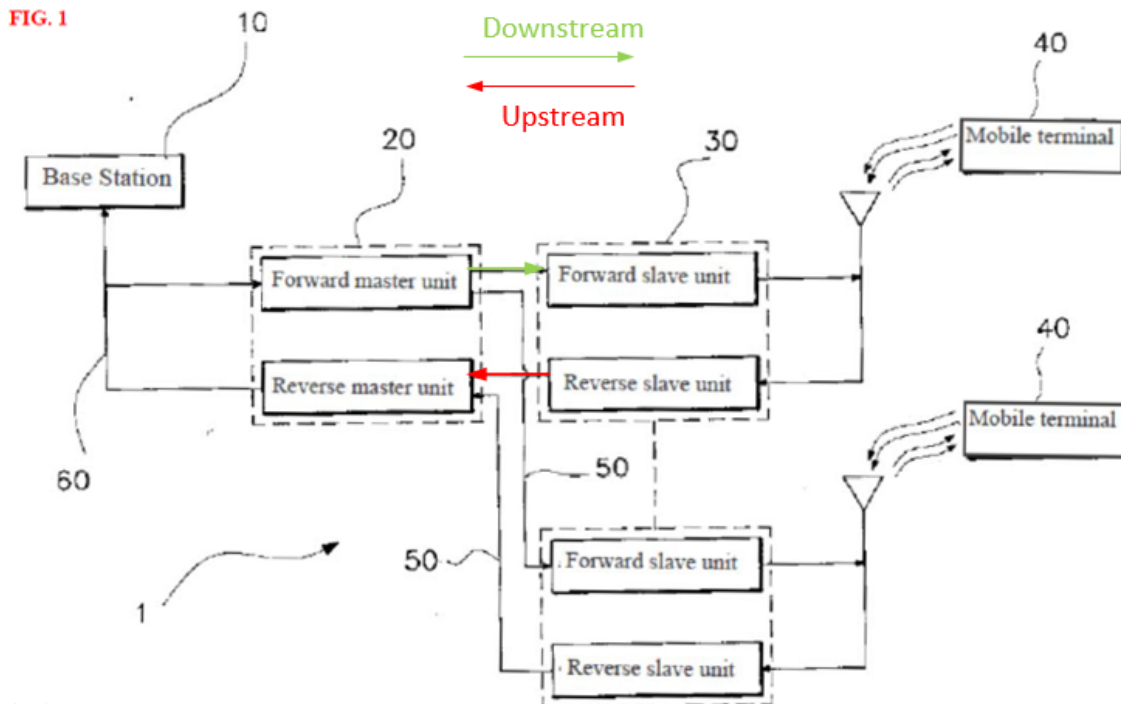 FIG. 1
Downstream
Upstream
10
Base Station
20
30
40
Mobile terminal
Forward master unit
Forward slave unit
Reverse master unit
Reverse slave unit
40
Mobile terminal
60
50
50
1
Forward slave unit
Reverse slave unit